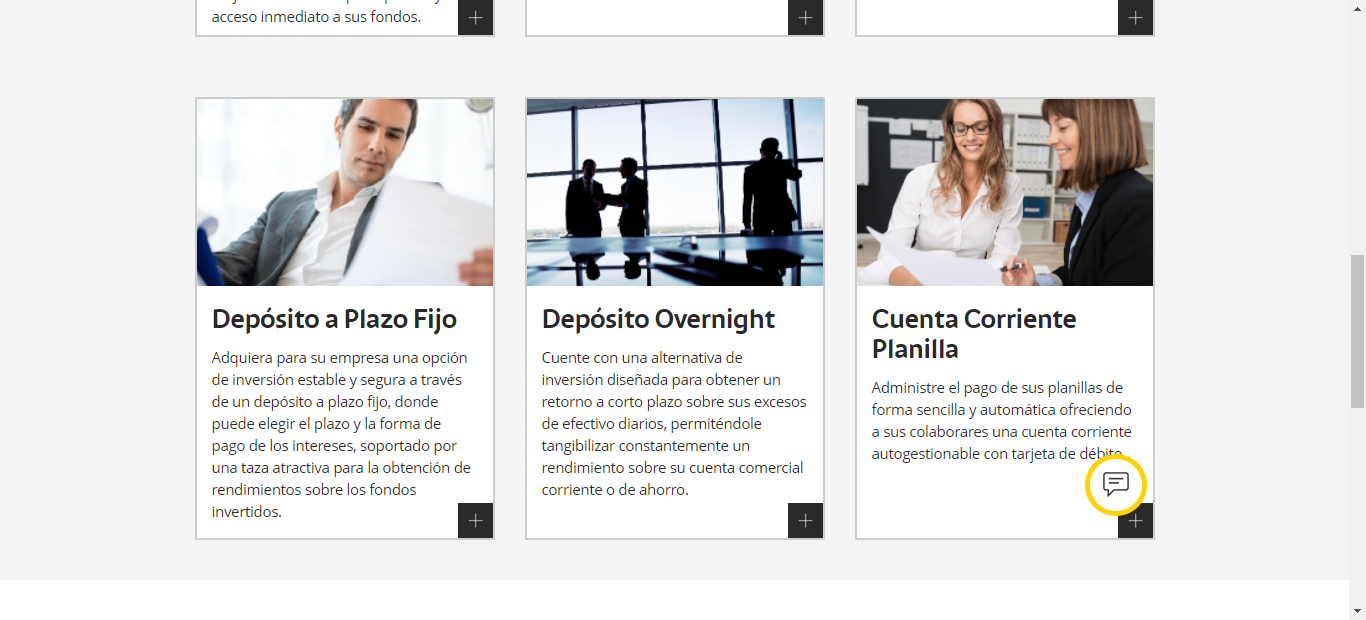 acceso inmediato a sus fondos.
Depósito a Plazo Fijo
Adquiera para su empresa una opción
de inversión estable y segura a través
de un depósito a plazo fijo, donde
puede elegir el plazo y la forma de
pago de los intereses, soportado por
una taza atractiva para la obtención de
rendimientos sobre los fondos
invertidos.
Depósito Overnight
Cuente con una alternativa de
inversión diseñada para obtener un
retorno a corto plazo sobre sus excesos
de efectivo diarios, permiténdole
tangibilizar constantemente un
rendimiento sobre su cuenta comercial
corriente o de ahorro.
Cuenta Corriente
Planilla
Administre el pago de sus planillas de
forma sencilla y automática ofreciendo
a sus colaborares una cuenta corriente
autogestionable con tarjeta de débito.